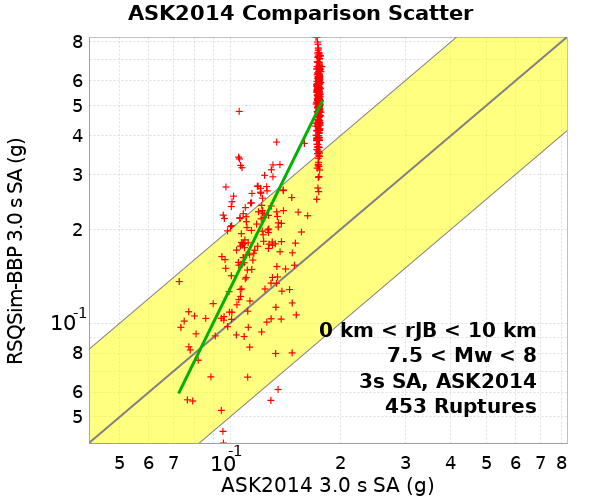 ASK2014 Comparison Scatter
RSQSim-BBP 3.0 s SA (g)
8
6
5
4
3
2
10-1
8
6
5
0 km < rJB < 10 km
7.5 < Mw < 8
3s SA, ASK2014
453 Ruptures
5 6 7 10-1 2 3 4 5 6 7 8
ASK2014 3.0 s SA (g)